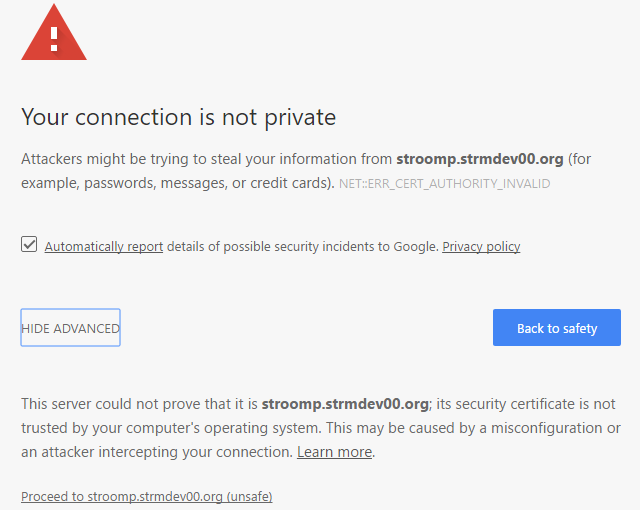 Your connection is not private
Attackers might be trying to steal your information from stroomp.strmdev00.org (for
example, passwords, messages, or credit cards). NET::ERR_CERT_AUTHORITY_INVALID
Automatically report details of possible security incidents to Google. Privacy policy
HIDE ADVANCED
Back to safety
This server could not prove that it is stroomp.strmdev00.org; its security certificate is not
trusted by your computer's operating system. This may be caused by a misconfiguration or
an attacker intercepting your connection. Learn more.
Proceed to stroomp.strmdev00.org (unsafe)